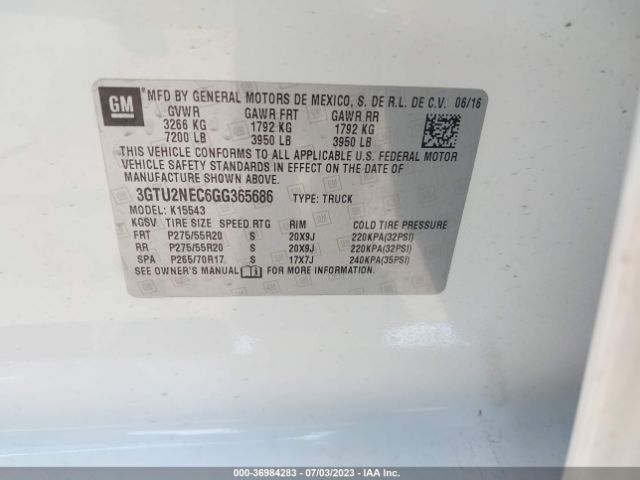 GM MFD BY GENERAL MOTORS DE MEXICO, S. DE R.L. DE C.V. 06/16
GVWR GAWR FRT GAWR RR
3266 KG 1792 KG 1792 KG
7200 LB 3950 LB 3950 LB
THIS VEHICLE CONFORMS TO ALL APPLICABLE U.S. FEDERAL MOTOR
VEHICLE SAFETY STANDARDS IN EFFECT ON THE DATE OF
MANUFACTURE SHOWN ABOVE.
3GTU2NEC6GG365686 TYPE: TRUCK
MODEL: K15543
KGSV TIRE SIZE SPEED RTG RIM COLD TIRE PRESSURE
FRT P275/55R20 S 20X9J 220KPA(32PSI)
RR P275/55R20 S 20X9J 220KPA(32PSI)
SPA P265/70R17 S 17X7J 240KPA(35PSI)
SEE OWNER'S MANUAL FOR MORE INFORMATION.
000-36984283 - 07/03/2023 - IAAI.COM